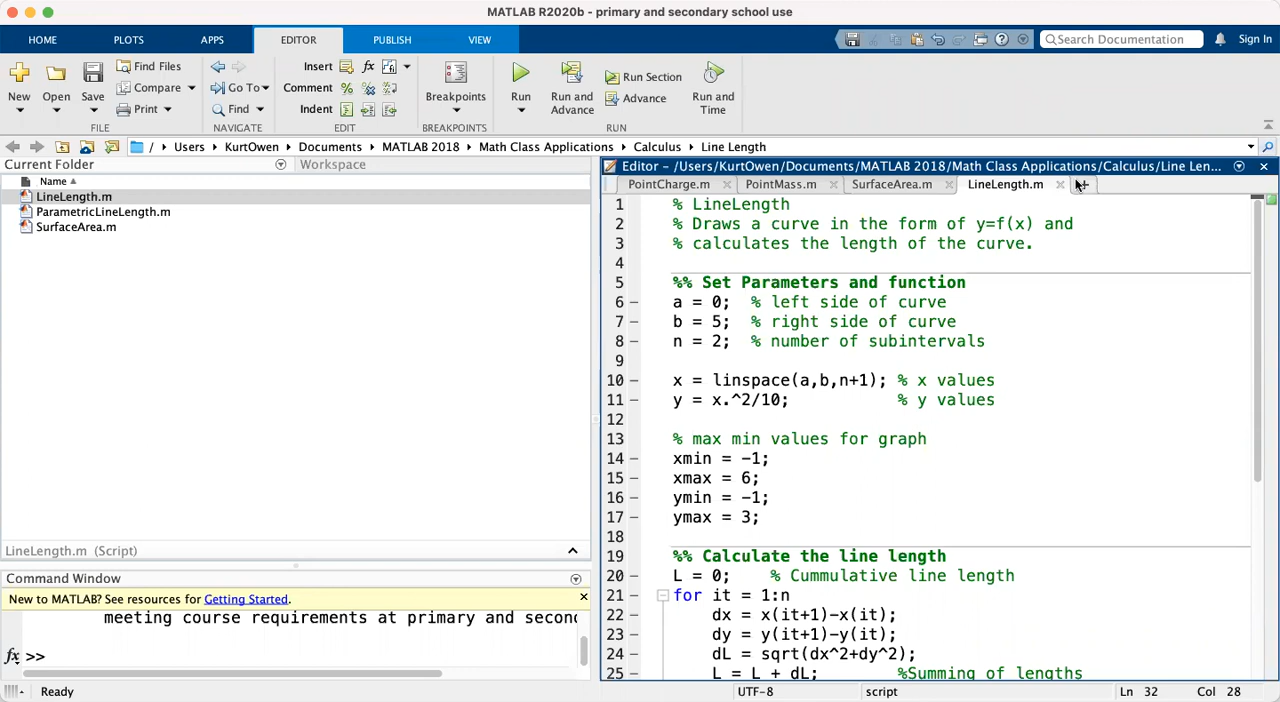 MATLAB R2020b - primary and secondary school use
HOME PLOTS APPS EDITOR PUBLISH VIEW Search Documentation Sign In
New Open Save Find Files Compare Print Go To Find Insert fx Comment Indent Breakpoints Run Run and Advance Run Section Advance Run and Time
FILE NAVIGATE EDIT BREAKPOINTS RUN
/ Users KurtOwen Documents MATLAB 2018 Math Class Applications Calculus Line Length
Current Folder
Workspace
Name
LineLength.m
ParametricLineLength.m
SurfaceArea.m
LineLength.m (Script)
Command Window
New to MATLAB? See resources for Getting Started.
meeting course requirements at primary and second
fx >>
Editor - /Users/KurtOwen/Documents/MATLAB 2018/Math Class Applications/Calculus/Line Len...
PointCharge.m PointMass.m SurfaceArea.m LineLength.m
1 % LineLength
2 % Draws a curve in the form of y=f(x) and
3 % calculates the length of the curve.
4
5 %% Set Parameters and function
6 – a = 0; % left side of curve
7 – b = 5; % right side of curve
8 – n = 2; % number of subintervals
9
10 – x = linspace(a,b,n+1); % x values
11 – y = x.^2/10; % y values
12
13 % max min values for graph
14 – xmin = -1;
15 – xmax = 6;
16 – ymin = -1;
17 – ymax = 3;
18
19 %% Calculate the line length
20 – L = 0; % Cummulative line length
21 – for it = 1:n
22 – dx = x(it+1)-x(it);
23 – dy = y(it+1)-y(it);
24 – dL = sqrt(dx^2+dy^2);
25 – L = L + dL; %Summing of lengths
Ready UTF-8 script Ln 32 Col 28